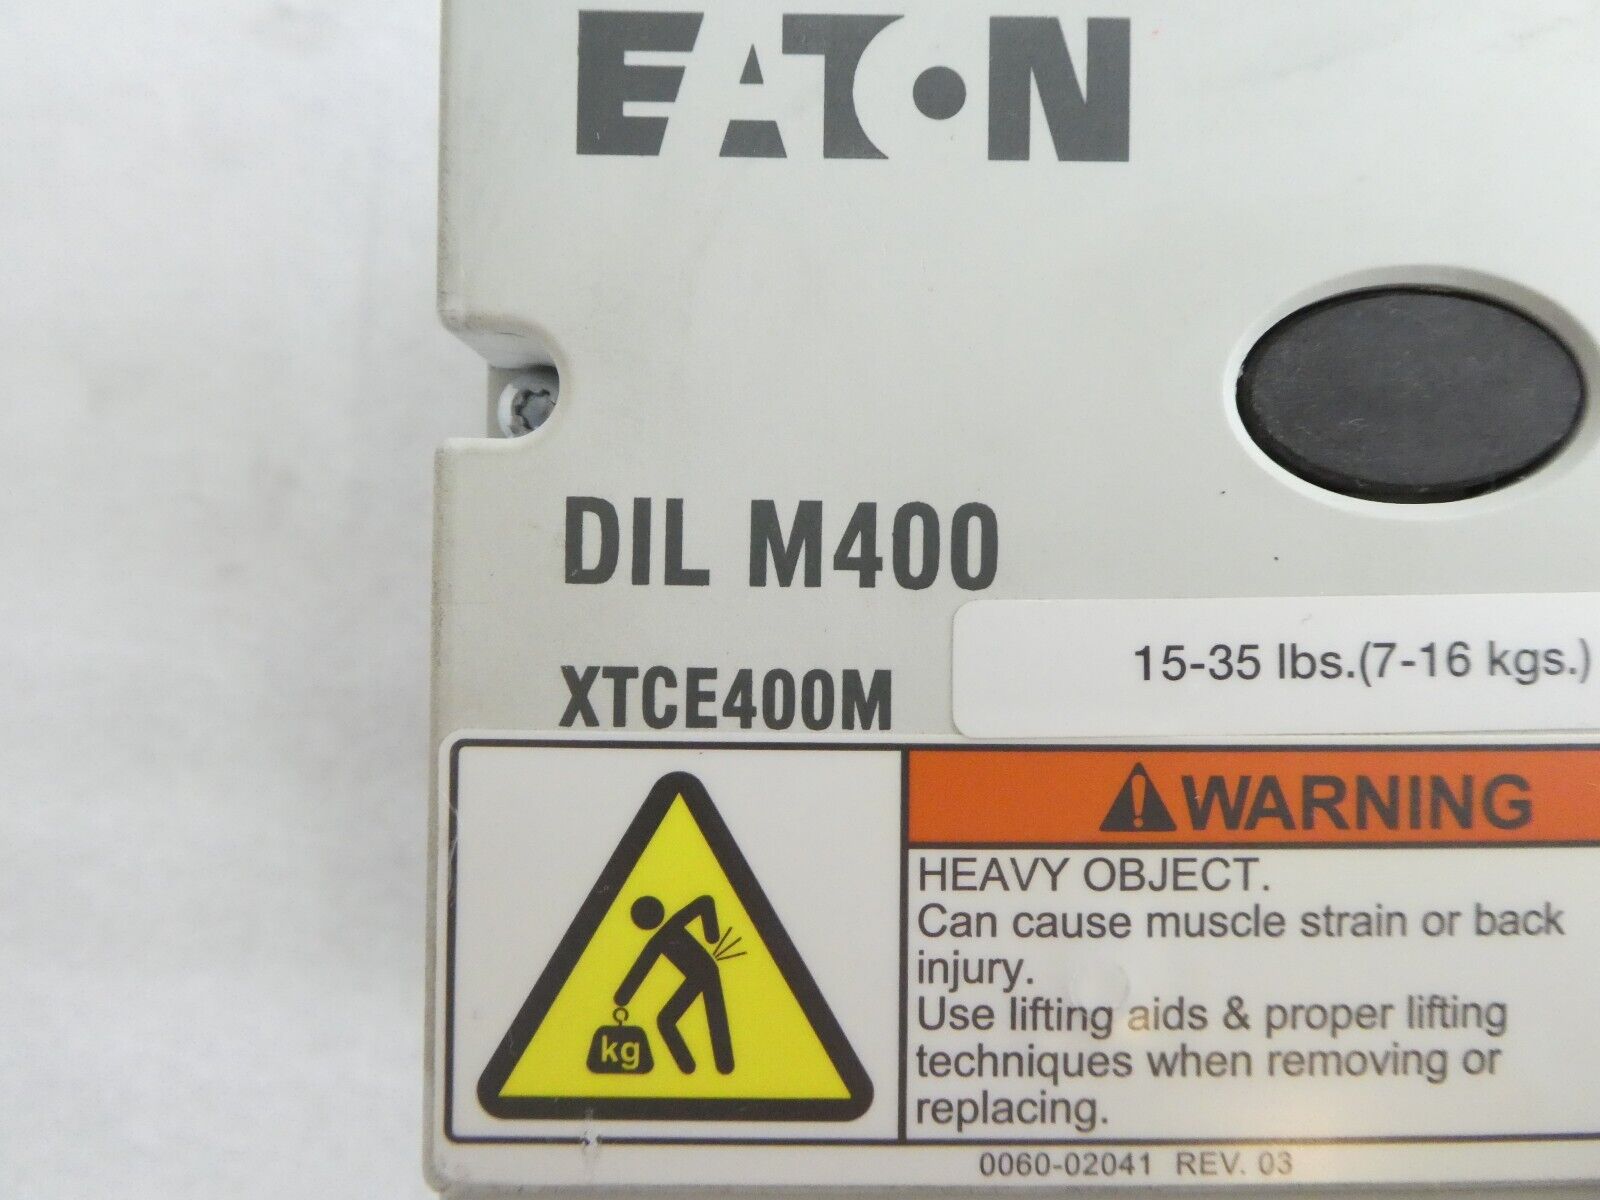 EATON
DIL M400
XTCE400M
15-35 lbs.(7-16 kgs.)
WARNING
HEAVY OBJECT.
Can cause muscle strain or back
injury.
Use lifting aids & proper lifting
techniques when removing or
replacing.
kg
0060-02041 REV. 03